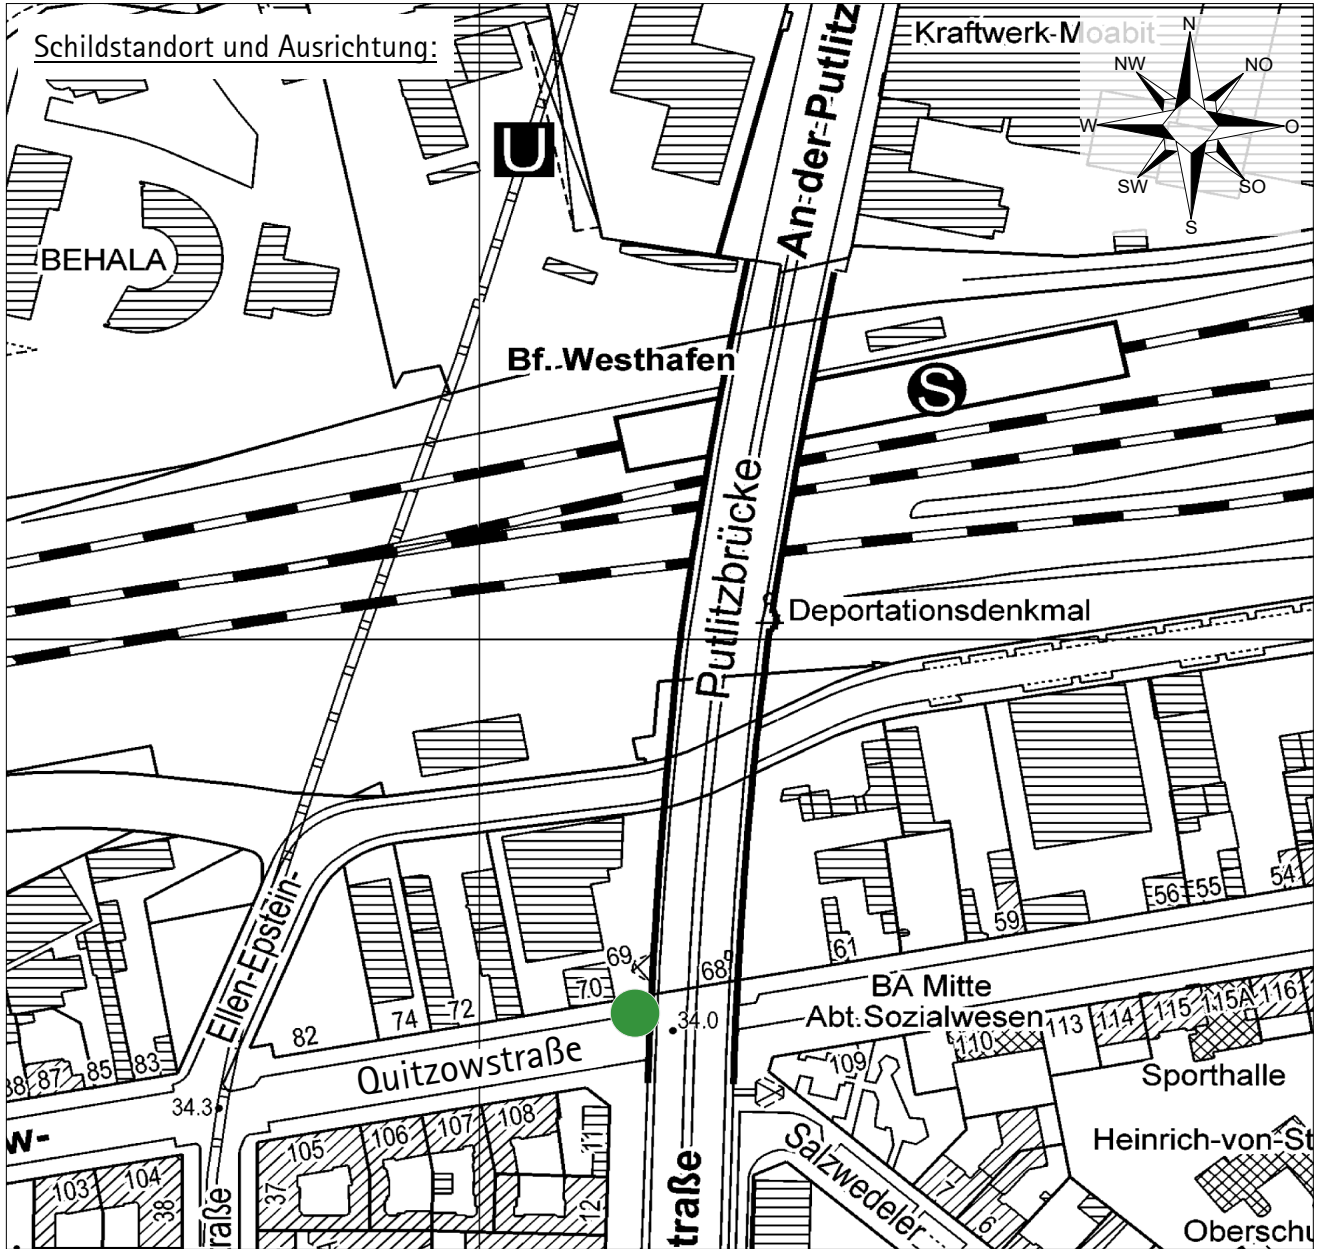 Schildstandort und Ausrichtung:
Kraftwerk-Moabit
N
NW
NO
W
O
SW
SO
S
U
An-der-Putlitz
BEHALA
Bf. Westhafen
S
Putlitzbrücke
Deportationsdenkmal
Ellen-Epstein-
69
68
70
72
74
82
61
59
56
55
54
34.0
BA Mitte
Abt.Sozialwesen
88
87
85
83
Quitzowstraße
110
113
114
115
115A
116
109
Sporthalle
34.3
w-
Heinrich-von-St
105
106
107
108
11
103
104
38
37
12
Salzwedeler
7
6
Oberschu
raße
traße